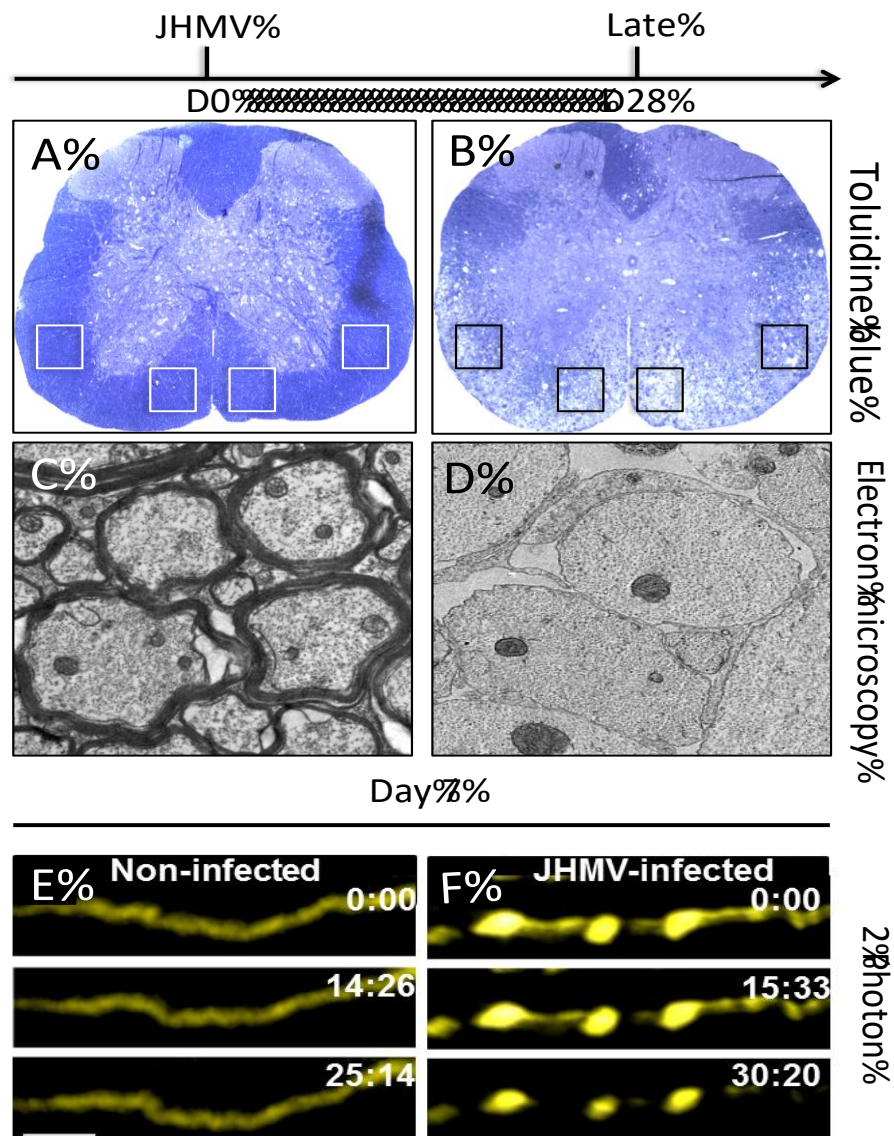 JHMV%
Late%
D0%
D28%
A%
B%
Toluidine%blue%
C%
D%
Electron%microscopy%
Day%7%
E%
Non-infected
0:00
F%
JHMV-infected
0:00
14:26
15:33
25:14
30:20
2%Photon%